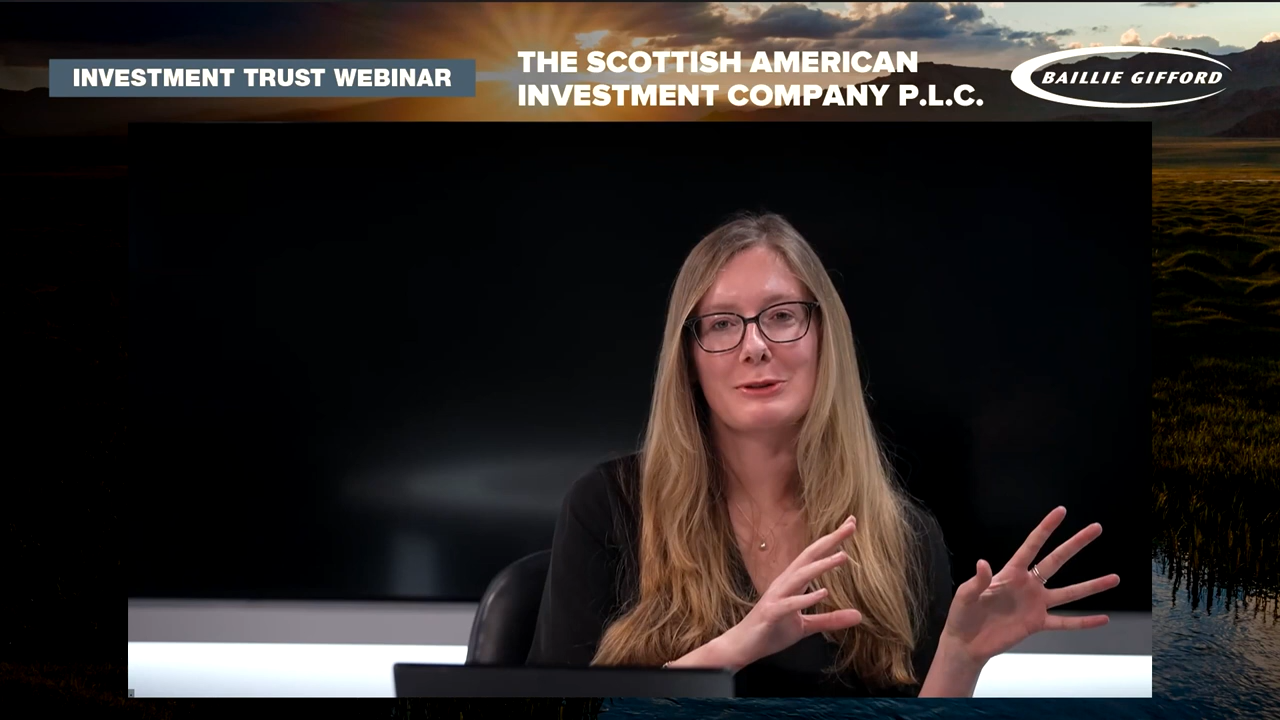 INVESTMENT TRUST WEBINAR
THE SCOTTISH AMERICAN
INVESTMENT COMPANY P.L.C.
BAILLIE GIFFORD